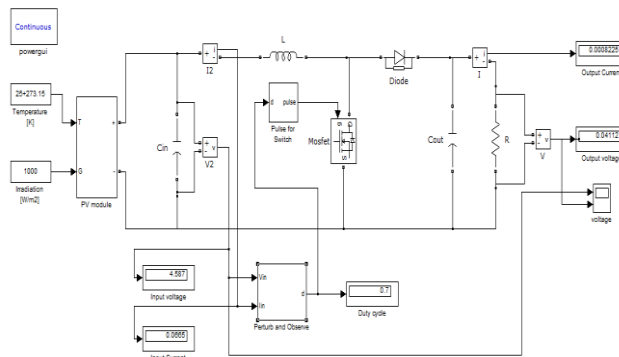 Continuous
powergui
25+273.15
Temperature
[K]
1000
Irradiation
[W/m2]
T
G
+
-
PV module
Cin
+
-
v
V2
+
i
-
I2
L
d
pulse
Pulse for
Switch
Mosfet
g
D
S
Diode
Cout
+
i
-
I
R
+
-
v
V
0.0008225
Output Current
0.04112
Output voltage
voltage
4.587
Input voltage
0.0665
Input Current
Vin
Iin
d
Perturb and Observe
0.7
Duty cycle